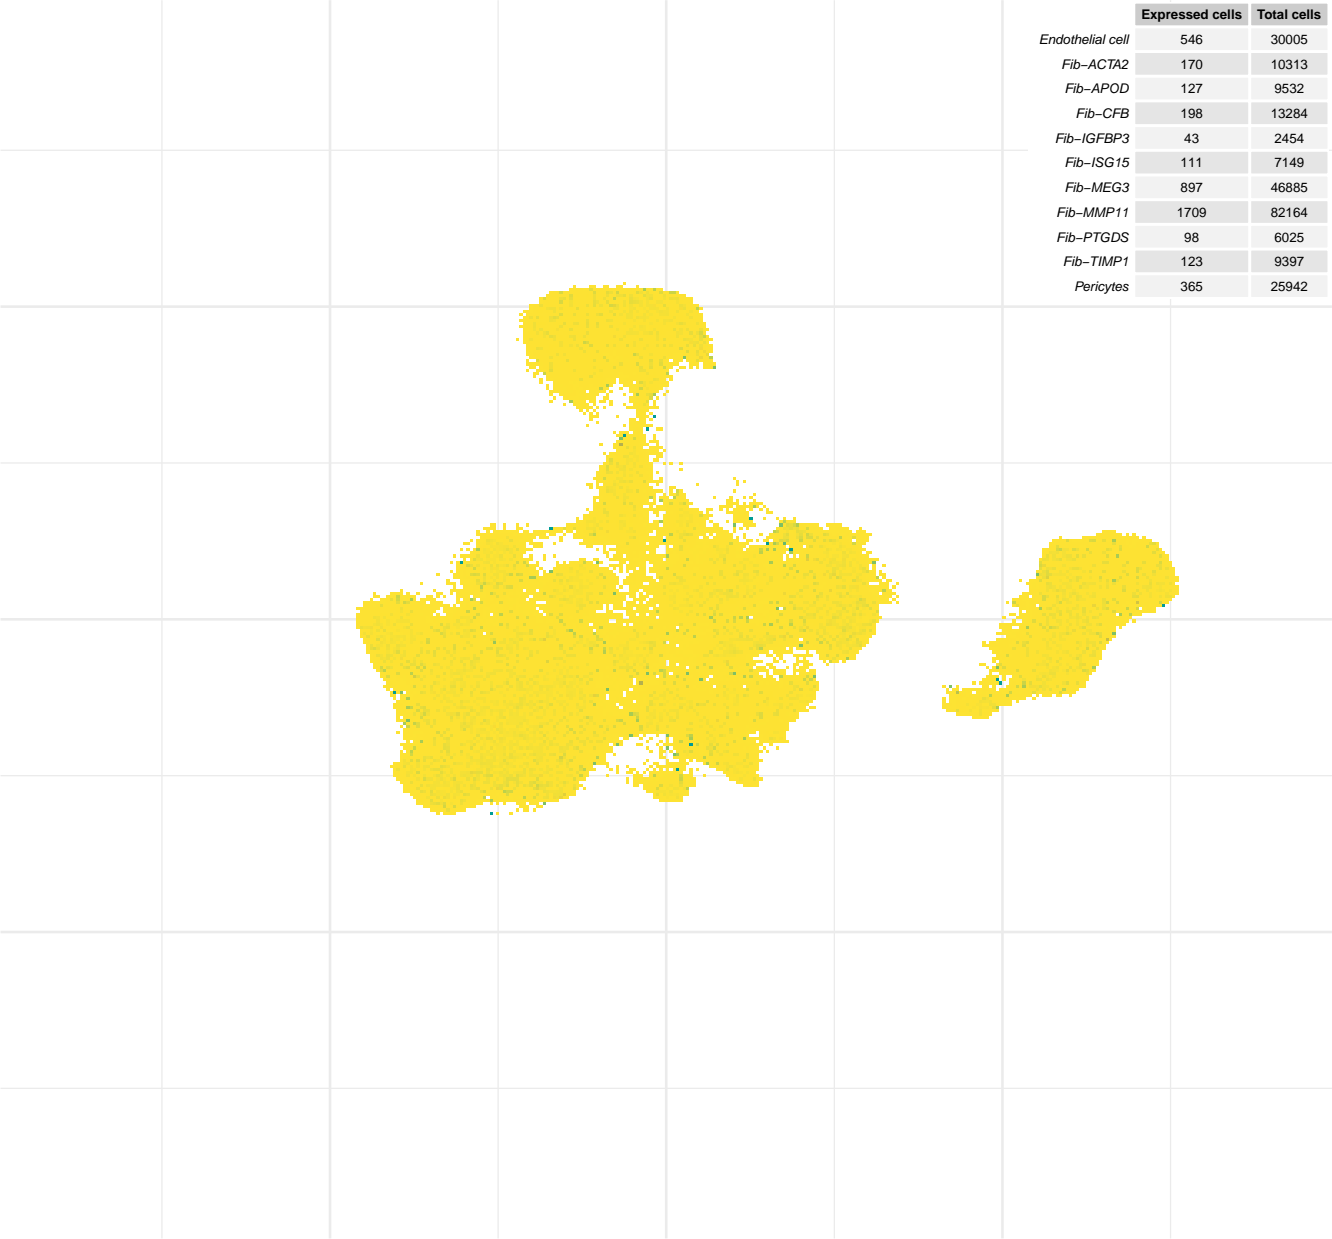 Expressed cells Total cells
Endothelial cell 546 30005
Fib−ACTA2 170 10313
Fib−APOD 127 9532
Fib−CFB 198 13284
Fib−IGFBP3 43 2454
Fib−ISG15 111 7149
Fib−MEG3 897 46885
Fib−MMP11 1709 82164
Fib−PTGDS 98 6025
Fib−TIMP1 123 9397
Pericytes 365 25942